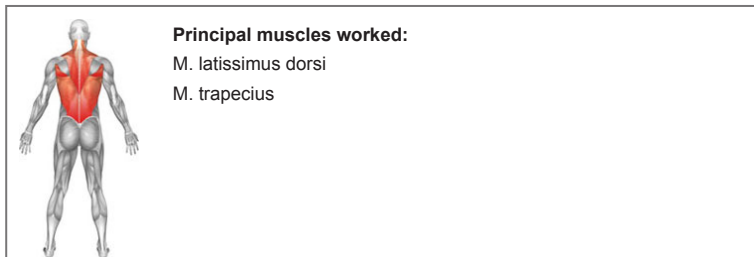 Principal muscles worked:
M. latissimus dorsi
M. trapecius